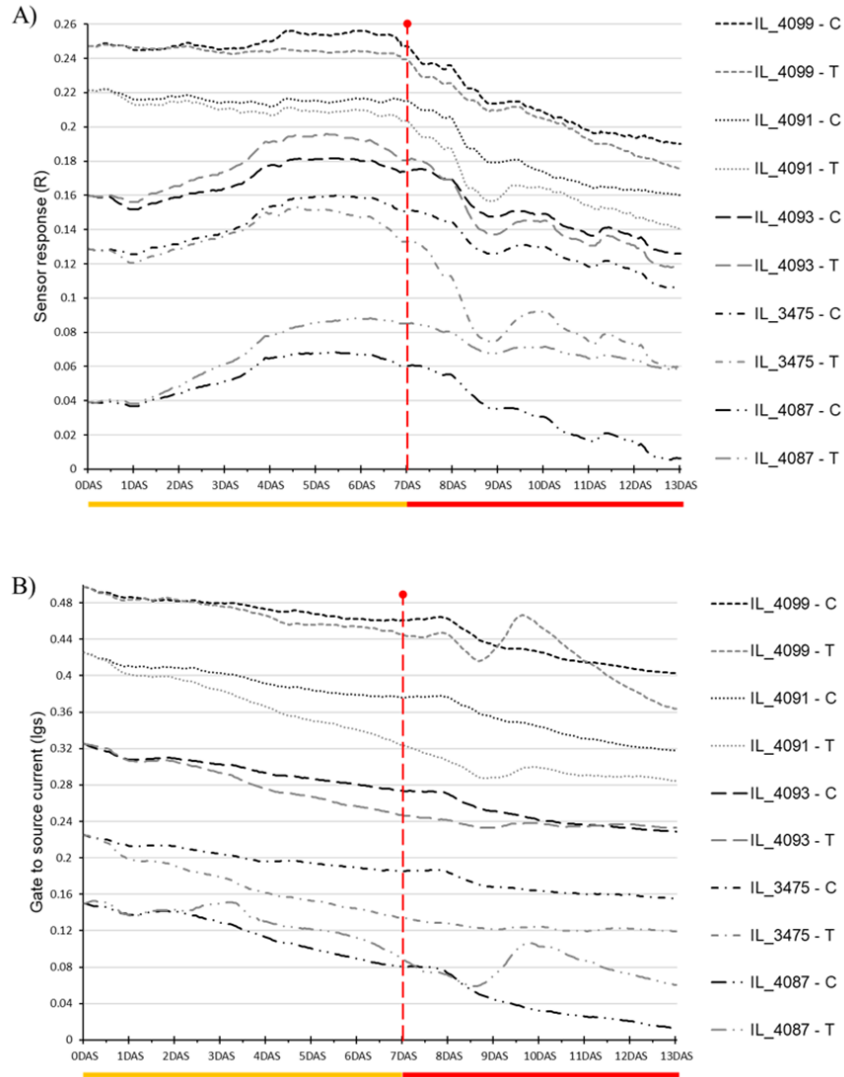 A)
Sensor response (R)
0.26
0.24
0.22
0.2
0.18
0.16
0.14
0.12
0.1
0.08
0.06
0.04
0.02
0
0DAS 1DAS 2DAS 3DAS 4DAS 5DAS 6DAS 7DAS 8DAS 9DAS 10DAS 11DAS 12DAS 13DAS
IL_4099 - C
IL_4099 - T
IL_4091 - C
IL_4091 - T
IL_4093 - C
IL_4093 - T
IL_3475 - C
IL_3475 - T
IL_4087 - C
IL_4087 - T
B)
Gate to source current (Igs)
0.48
0.44
0.4
0.36
0.32
0.28
0.24
0.2
0.16
0.12
0.08
0.04
0
0DAS 1DAS 2DAS 3DAS 4DAS 5DAS 6DAS 7DAS 8DAS 9DAS 10DAS 11DAS 12DAS 13DAS
IL_4099 - C
IL_4099 - T
IL_4091 - C
IL_4091 - T
IL_4093 - C
IL_4093 - T
IL_3475 - C
IL_3475 - T
IL_4087 - C
IL_4087 - T